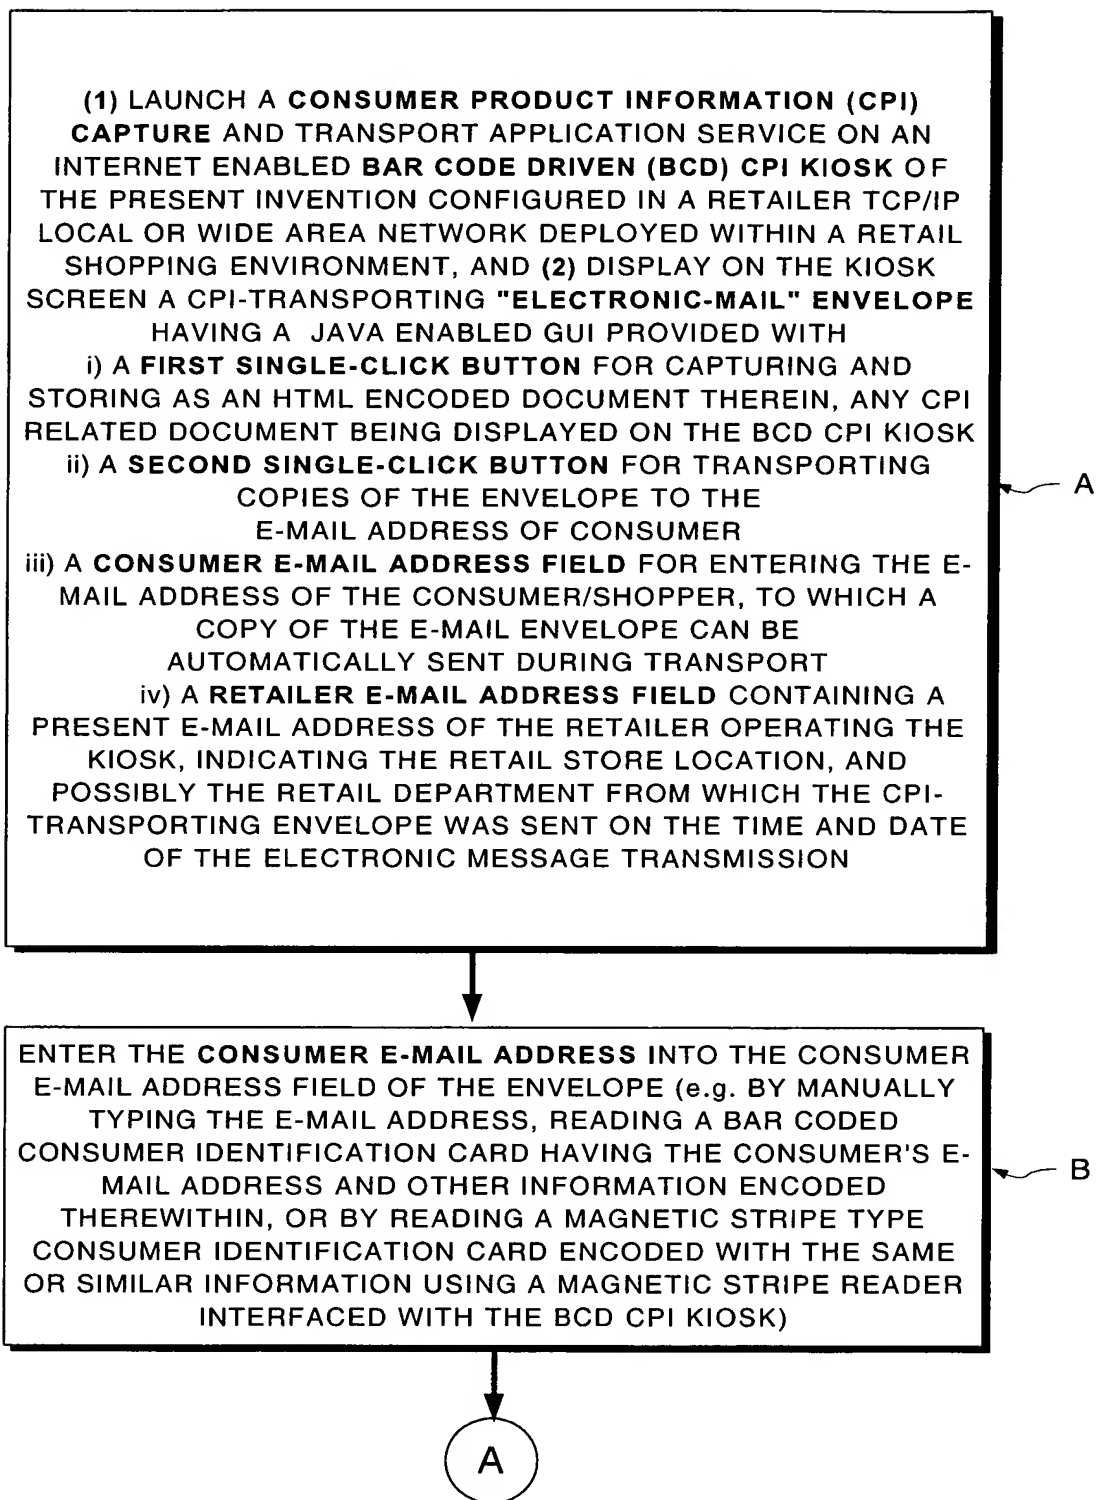 (1) LAUNCH A CONSUMER PRODUCT INFORMATION (CPI)
CAPTURE AND TRANSPORT APPLICATION SERVICE ON AN
INTERNET ENABLED BAR CODE DRIVEN (BCD) CPI KIOSK OF
THE PRESENT INVENTION CONFIGURED IN A RETAILER TCP/IP
LOCAL OR WIDE AREA NETWORK DEPLOYED WITHIN A RETAIL
SHOPPING ENVIRONMENT, AND (2) DISPLAY ON THE KIOSK
SCREEN A CPI-TRANSPORTING "ELECTRONIC-MAIL" ENVELOPE
HAVING A JAVA ENABLED GUI PROVIDED WITH
i) A FIRST SINGLE-CLICK BUTTON FOR CAPTURING AND
STORING AS AN HTML ENCODED DOCUMENT THEREIN, ANY CPI
RELATED DOCUMENT BEING DISPLAYED ON THE BCD CPI KIOSK
ii) A SECOND SINGLE-CLICK BUTTON FOR TRANSPORTING
COPIES OF THE ENVELOPE TO THE
E-MAIL ADDRESS OF CONSUMER
iii) A CONSUMER E-MAIL ADDRESS FIELD FOR ENTERING THE E-
MAIL ADDRESS OF THE CONSUMER/SHOPPER, TO WHICH A
COPY OF THE E-MAIL ENVELOPE CAN BE
AUTOMATICALLY SENT DURING TRANSPORT
iv) A RETAILER E-MAIL ADDRESS FIELD CONTAINING A
PRESENT E-MAIL ADDRESS OF THE RETAILER OPERATING THE
KIOSK, INDICATING THE RETAIL STORE LOCATION, AND
POSSIBLY THE RETAIL DEPARTMENT FROM WHICH THE CPI-
TRANSPORTING ENVELOPE WAS SENT ON THE TIME AND DATE
OF THE ELECTRONIC MESSAGE TRANSMISSION
A
ENTER THE CONSUMER E-MAIL ADDRESS INTO THE CONSUMER
E-MAIL ADDRESS FIELD OF THE ENVELOPE (e.g. BY MANUALLY
TYPING THE E-MAIL ADDRESS, READING A BAR CODED
CONSUMER IDENTIFICATION CARD HAVING THE CONSUMER'S E-
MAIL ADDRESS AND OTHER INFORMATION ENCODED
THEREWITHIN, OR BY READING A MAGNETIC STRIPE TYPE
CONSUMER IDENTIFICATION CARD ENCODED WITH THE SAME
OR SIMILAR INFORMATION USING A MAGNETIC STRIPE READER
INTERFACED WITH THE BCD CPI KIOSK)
B
A